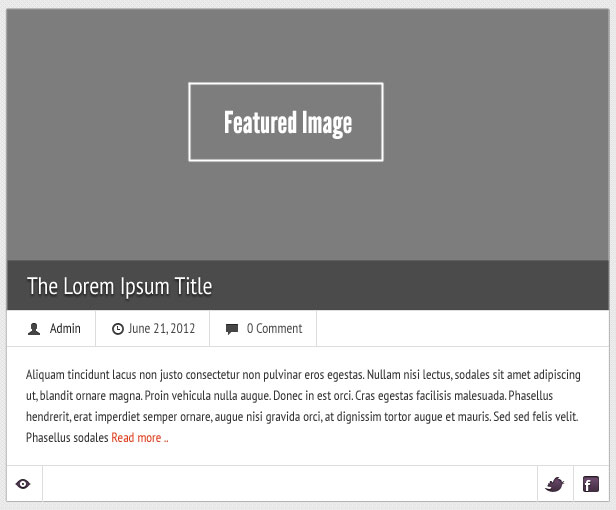 Featured Image
The Lorem Ipsum Title
Admin June 21, 2012 0 Comment
Aliquam tincidunt lacus non justo consectetur non pulvinar eros egestas. Nullam nisi lectus, sodales sit amet adipiscing
ut, blandit ornare magna. Proin vehicula nulla augue. Donec in est orci. Cras egestas facilisis malesuada. Phasellus
hendrerit, erat imperdiet semper ornare, augue nisi gravida orci, at dignissim tortor augue et mauris. Sed sed felis velit.
Phasellus sodales Read more ..
f